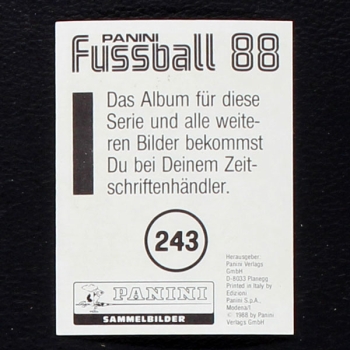 PANINI
Fussball 88
Das Album für diese
Serie und alle weite-
ren Bilder bekommst
Du bei Deinem Zeit-
schriftenhändler.
243
PANINI
SAMMELBILDER
Herausgeber:
Panini Verlags
GmbH
D-8033 Planegg
Printed in Italy by
Edizioni
Panini S.p.A.,
Modena/I
© 1988 by Panini
Verlags GmbH